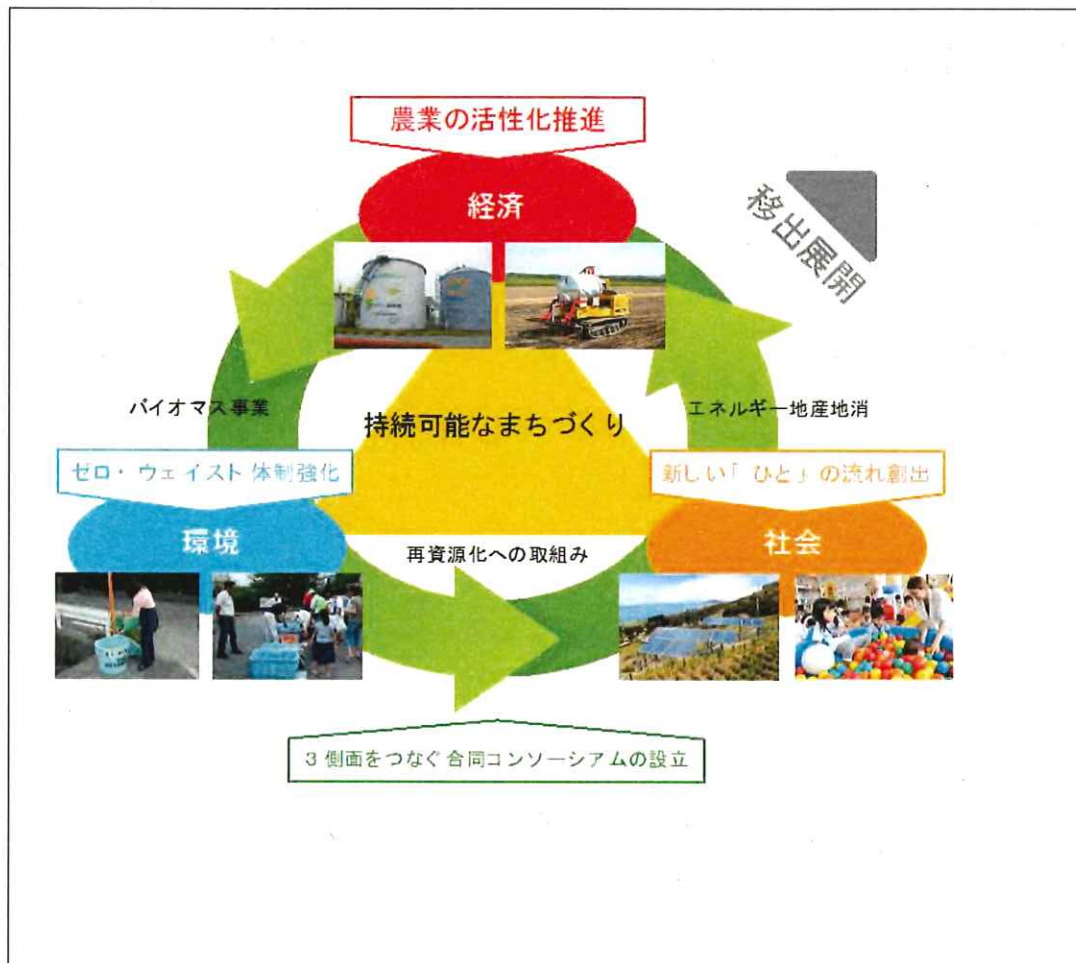 農業の活性化推進
経済
移出展開
バイオマス事業
エネルギー地産地消
持続可能なまちづくり
ゼロ・ウェイスト体制強化
新しい「ひと」の流れ創出
環境
再資源化への取組み
社会
3側面をつなぐ合同コンソーシアムの設立